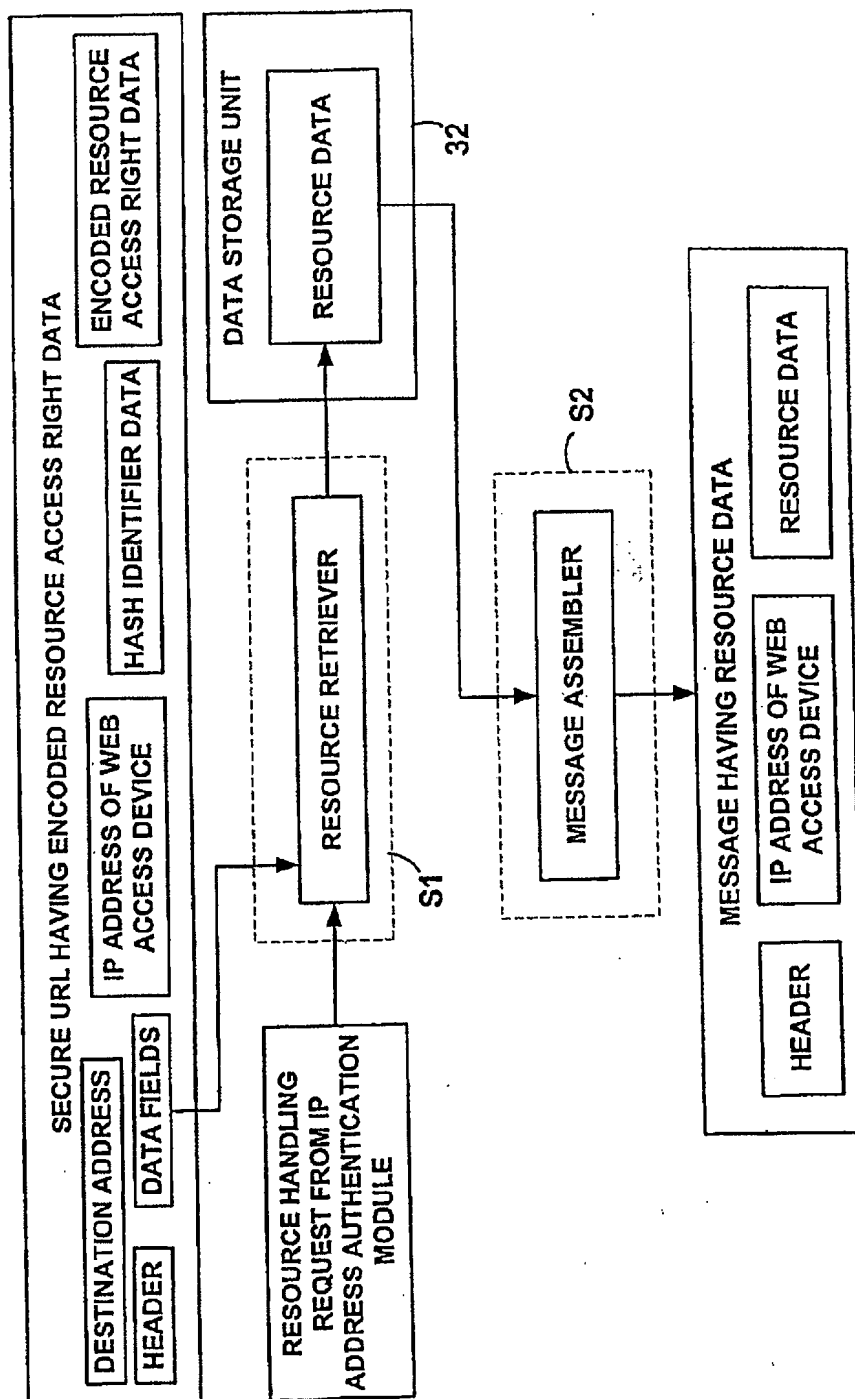 SECURE URL HAVING ENCODED RESOURCE ACCESS RIGHT DATA
DESTINATION ADDRESS
HEADER
DATA FIELDS
IP ADDRESS OF WEB
ACCESS DEVICE
HASH IDENTIFIER DATA
ENCODED RESOURCE
ACCESS RIGHT DATA
RESOURCE HANDLING
REQUEST FROM IP
ADDRESS AUTHENTICATION
MODULE
RESOURCE RETRIEVER
S1
DATA STORAGE UNIT
RESOURCE DATA
32
MESSAGE ASSEMBLER
S2
MESSAGE HAVING RESOURCE DATA
HEADER
IP ADDRESS OF WEB
ACCESS DEVICE
RESOURCE DATA